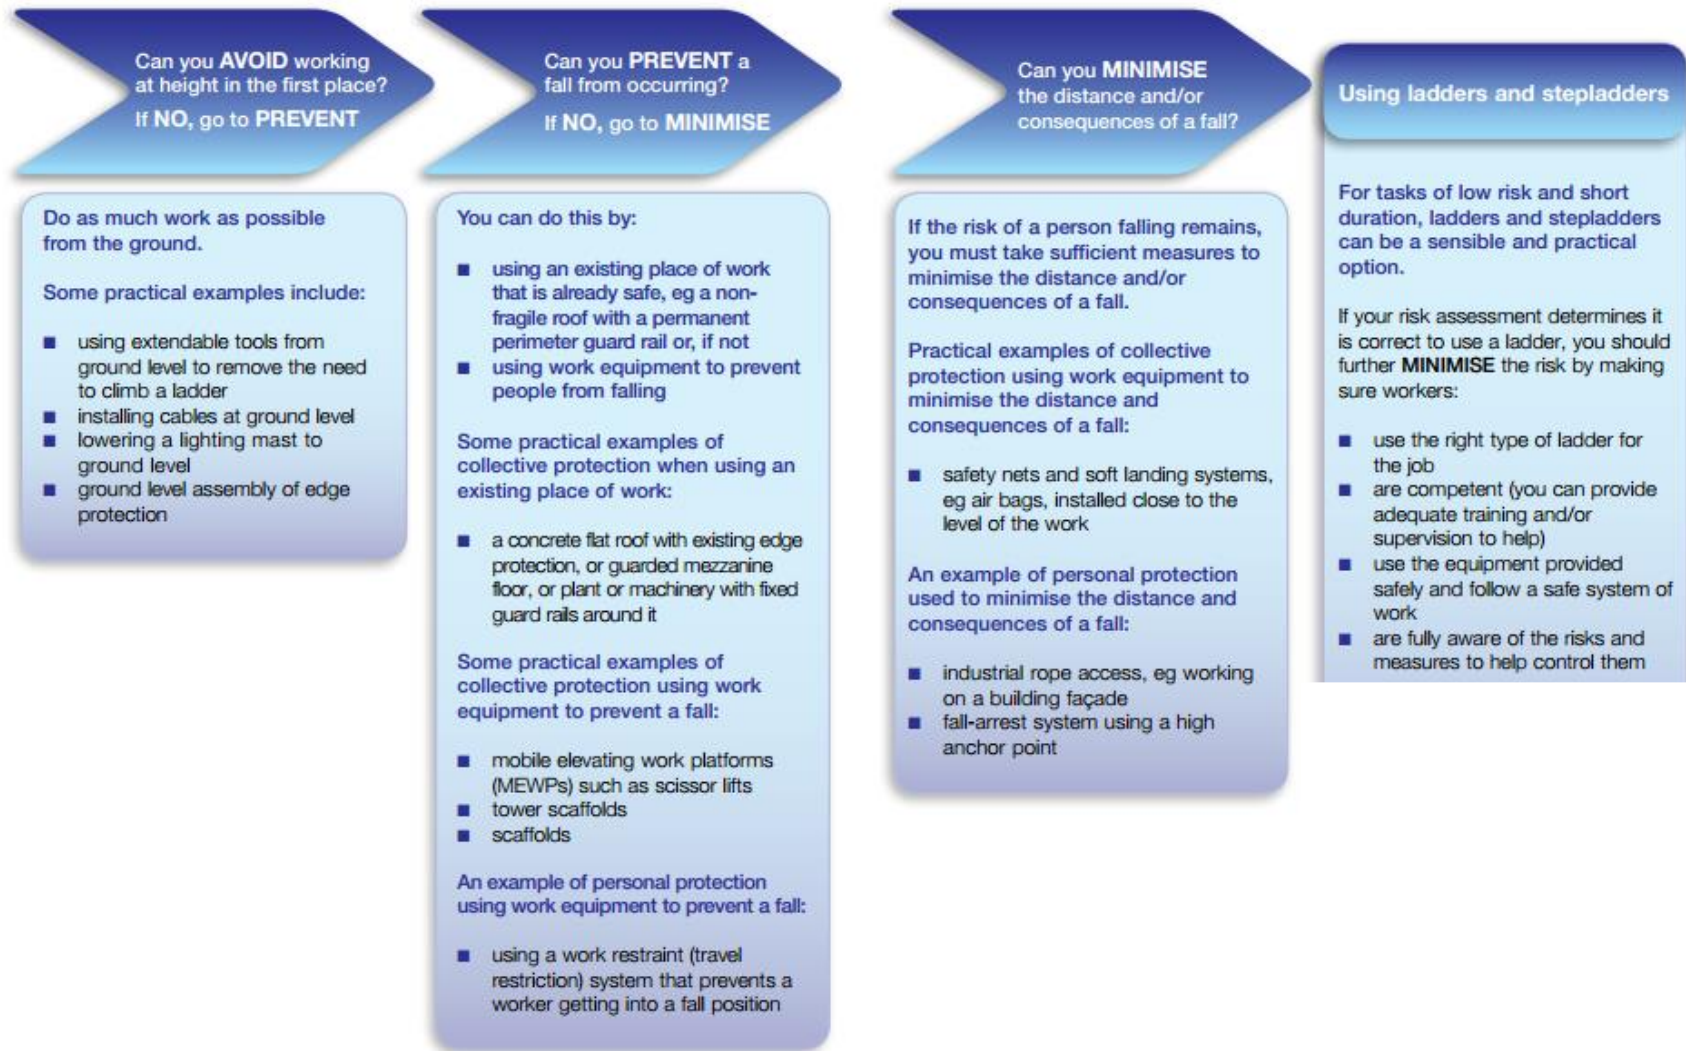 Can you AVOID working
at height in the first place?
If NO, go to PREVENT
Do as much work as possible
from the ground.
Some practical examples include:
■ using extendable tools from
ground level to remove the need
to climb a ladder
■ installing cables at ground level
■ lowering a lighting mast to
ground level
■ ground level assembly of edge
protection
Can you PREVENT a
fall from occurring?
If NO, go to MINIMISE
You can do this by:
■ using an existing place of work
that is already safe, eg a non-
fragile roof with a permanent
perimeter guard rail or, if not
■ using work equipment to prevent
people from falling
Some practical examples of
collective protection when using an
existing place of work:
■ a concrete flat roof with existing edge
protection, or guarded mezzanine
floor, or plant or machinery with fixed
guard rails around it
Some practical examples of
collective protection using work
equipment to prevent a fall:
■ mobile elevating work platforms
(MEWPs) such as scissor lifts
■ tower scaffolds
■ scaffolds
An example of personal protection
using work equipment to prevent a fall:
■ using a work restraint (travel
restriction) system that prevents a
worker getting into a fall position
Can you MINIMISE
the distance and/or
consequences of a fall?
If the risk of a person falling remains,
you must take sufficient measures to
minimise the distance and/or
consequences of a fall.
Practical examples of collective
protection using work equipment to
minimise the distance and
consequences of a fall:
■ safety nets and soft landing systems,
eg air bags, installed close to the
level of the work
An example of personal protection
used to minimise the distance and
consequences of a fall:
■ industrial rope access, eg working
on a building façade
■ fall-arrest system using a high
anchor point
Using ladders and stepladders
For tasks of low risk and short
duration, ladders and stepladders
can be a sensible and practical
option.
If your risk assessment determines it
is correct to use a ladder, you should
further MINIMISE the risk by making
sure workers:
■ use the right type of ladder for
the job
■ are competent (you can provide
adequate training and/or
supervision to help)
■ use the equipment provided
safely and follow a safe system of
work
■ are fully aware of the risks and
measures to help control them